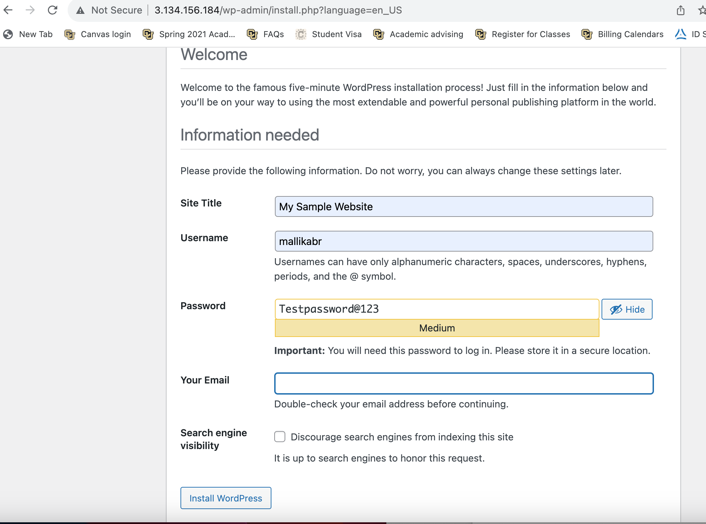 Not Secure | 3.134.156.184/wp-admin/install.php?language=en_US
New Tab Canvas login Spring 2021 Acad... FAQs Student Visa Academic advising Register for Classes Billing Calendars ID S
Welcome
Welcome to the famous five-minute WordPress installation process! Just fill in the information below and
you'll be on your way to using the most extendable and powerful personal publishing platform in the world.
Information needed
Please provide the following information. Do not worry, you can always change these settings later.
Site Title
My Sample Website
Username
mallikabr
Usernames can have only alphanumeric characters, spaces, underscores, hyphens,
periods, and the @ symbol.
Password
Testpassword@123
Hide
Medium
Important: You will need this password to log in. Please store it in a secure location.
Your Email
Double-check your email address before continuing.
Search engine
visibility
Discourage search engines from indexing this site
It is up to search engines to honor this request.
Install WordPress